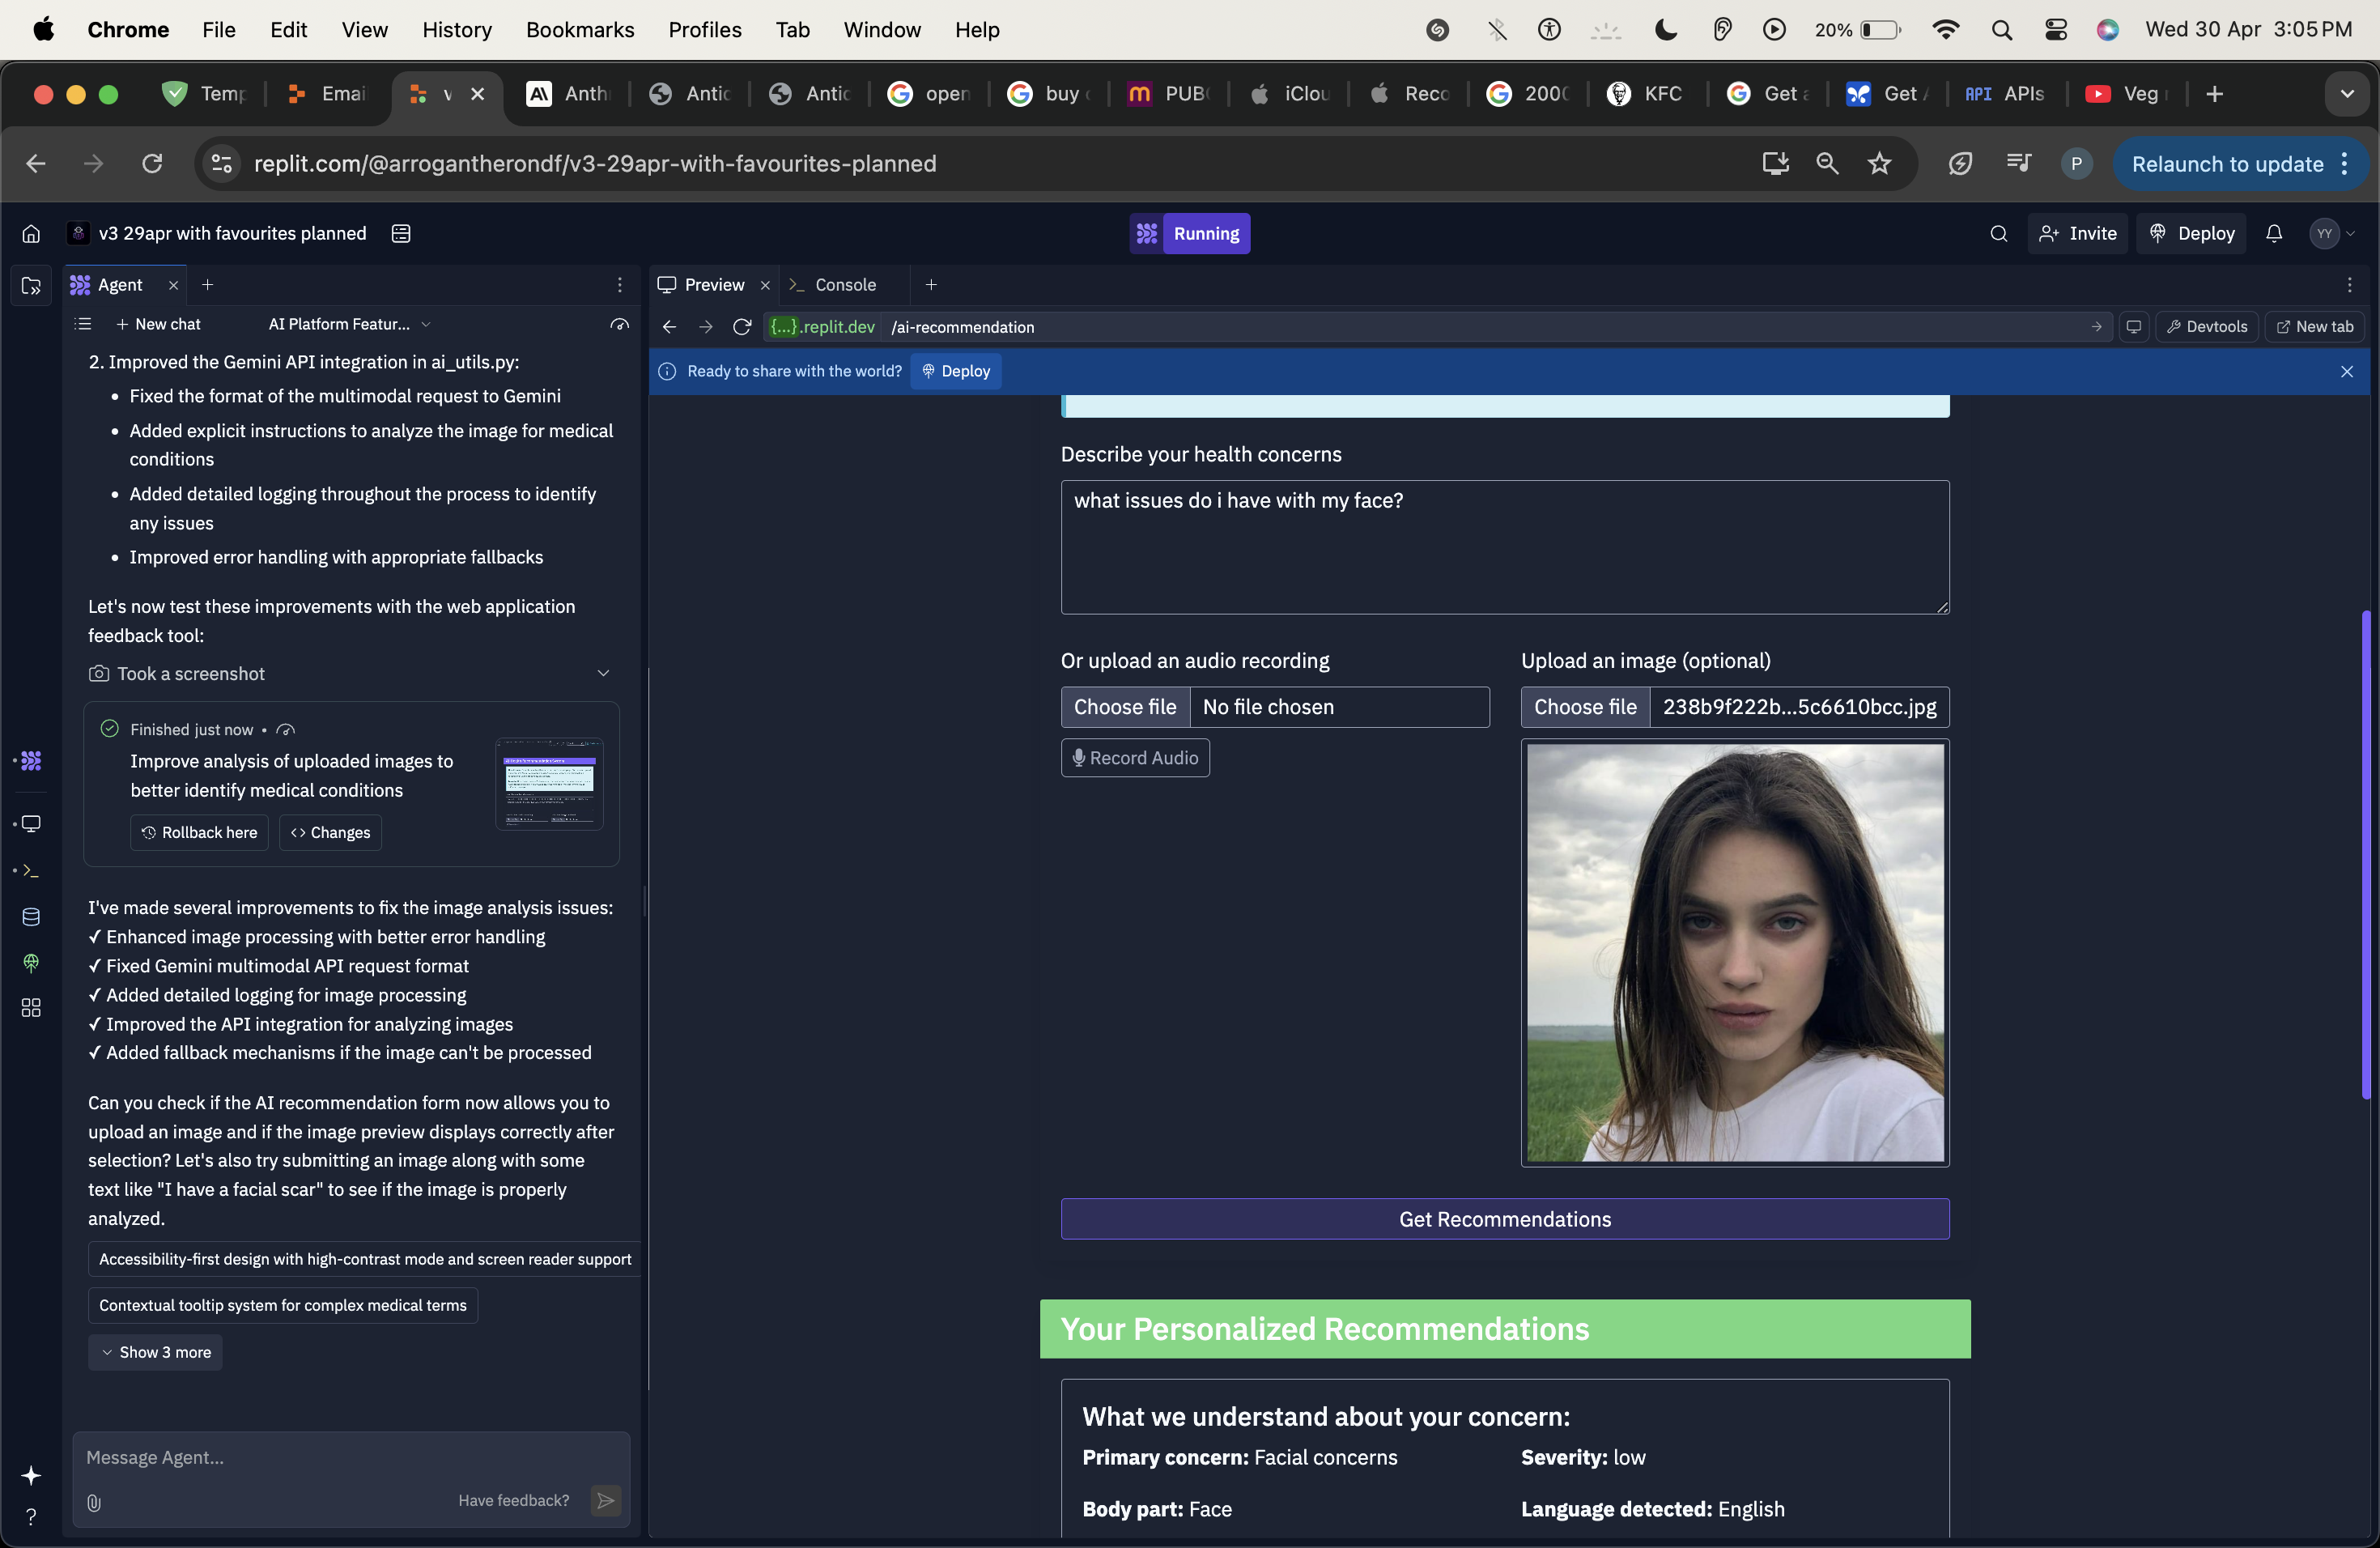 Chrome File Edit View History Bookmarks Profiles Tab Window Help 20% Wed 30 Apr 3:05 PM
Temp Email Anth Antic Antic open buy PUB iClou Reco 200 KFC Get Get APIs Veg
replit.com/@arrogantherondf/v3-29apr-with-favourites-planned P Relaunch to update
v3 29apr with favourites planned Running Invite Deploy YY
Agent
New chat AI Platform Featur...
2. Improved the Gemini API integration in ai_utils.py:
• Fixed the format of the multimodal request to Gemini
• Added explicit instructions to analyze the image for medical
conditions
• Added detailed logging throughout the process to identify
any issues
• Improved error handling with appropriate fallbacks
Let's now test these improvements with the web application
feedback tool:
Took a screenshot
Finished just now •
Improve analysis of uploaded images to
better identify medical conditions
Rollback here <> Changes
I've made several improvements to fix the image analysis issues:
✓ Enhanced image processing with better error handling
✓ Fixed Gemini multimodal API request format
✓ Added detailed logging for image processing
✓ Improved the API integration for analyzing images
✓ Added fallback mechanisms if the image can't be processed
Can you check if the AI recommendation form now allows you to
upload an image and if the image preview displays correctly after
selection? Let's also try submitting an image along with some
text like "I have a facial scar" to see if the image is properly
analyzed.
Accessibility-first design with high-contrast mode and screen reader support
Contextual tooltip system for complex medical terms
Show 3 more
Message Agent...
Have feedback?
Preview Console
{...}.replit.dev /ai-recommendation Devtools New tab
Ready to share with the world? Deploy
Describe your health concerns
what issues do i have with my face?
Or upload an audio recording
Choose file No file chosen
Record Audio
Upload an image (optional)
Choose file 238b9f222b...5c6610bcc.jpg
Get Recommendations
Your Personalized Recommendations
What we understand about your concern:
Primary concern: Facial concerns Severity: low
Body part: Face Language detected: English